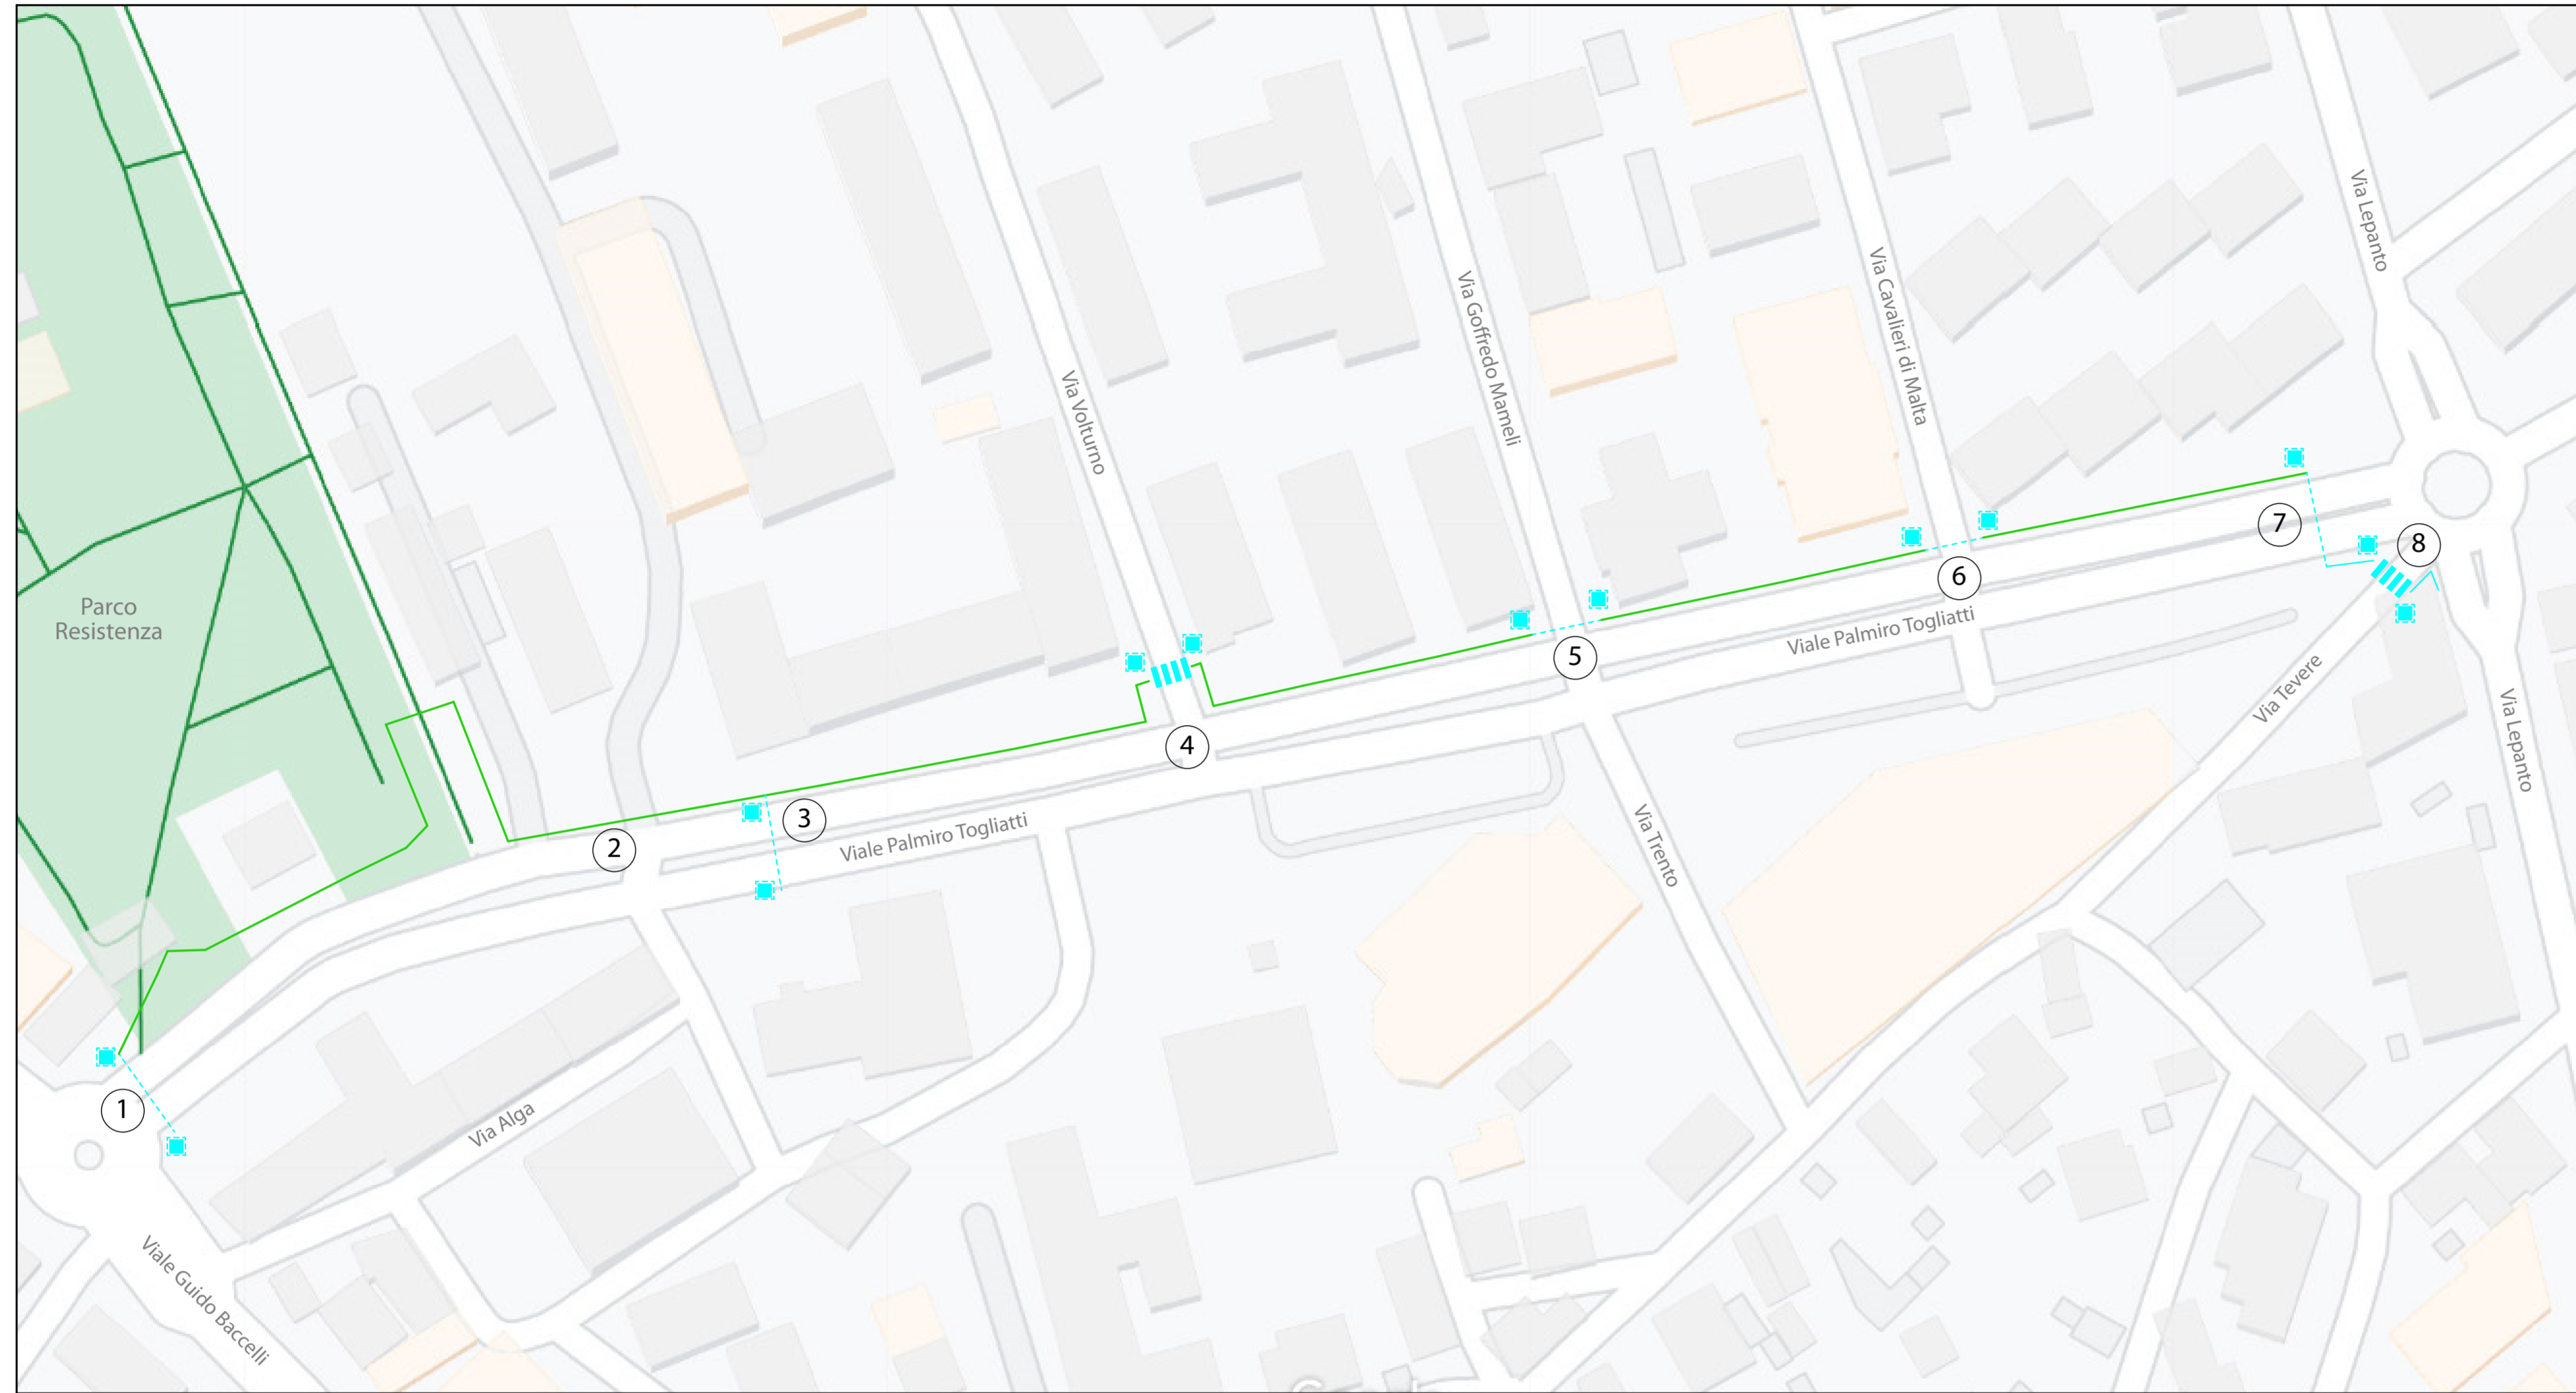 Via Lepanto
Via Cavalieri di Malta
Via Goffredo Mameli
Via Volturno
7
8
6
Parco
Resistenza
Viale Palmiro Togliatti
5
Via Tevere
4
Via Lepanto
3
Viale Palmiro Togliatti
2
Via Trento
1
Via Alga
Viale Guido Baccelli